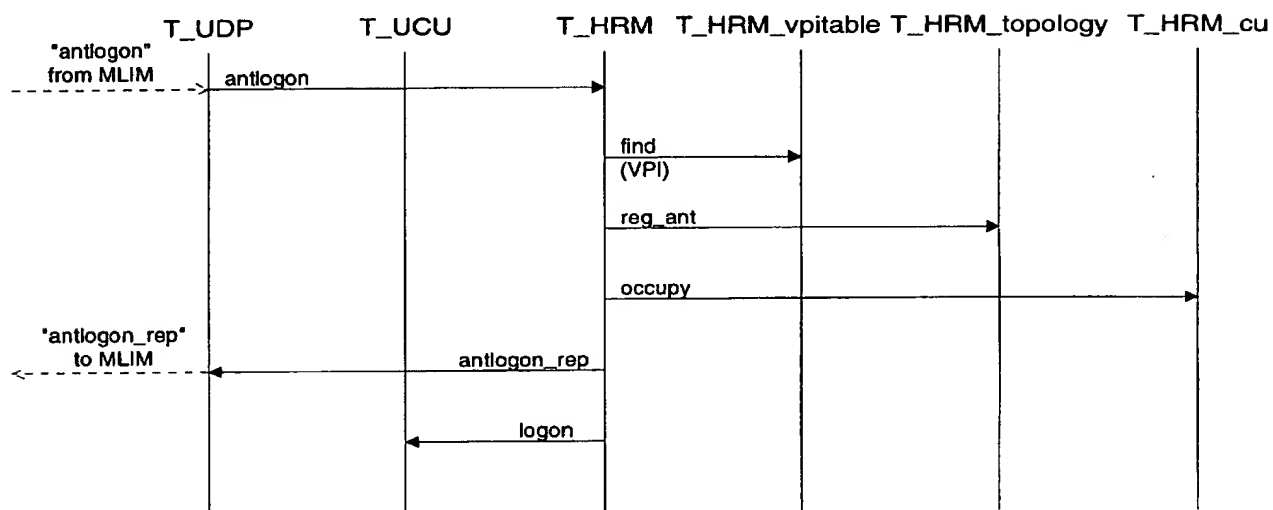 T_UDP T_UCU T_HRM T_HRM_vpitable T_HRM_topology T_HRM_cu
"antlogon"
from MLIM
antlogon
find
(VPI)
reg_ant
occupy
"antlogon_rep"
to MLIM
antlogon_rep
logon